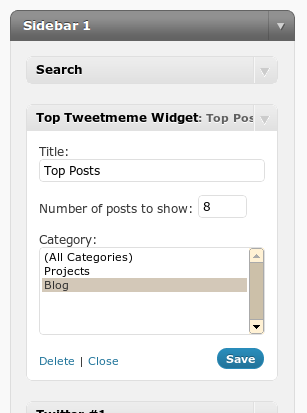 Sidebar 1
Search
Top Tweetmeme Widget: Top Pos
Title:
Top Posts
Number of posts to show: 8
Category:
(All Categories)
Projects
Blog
Delete | Close
Save
Twitter #1